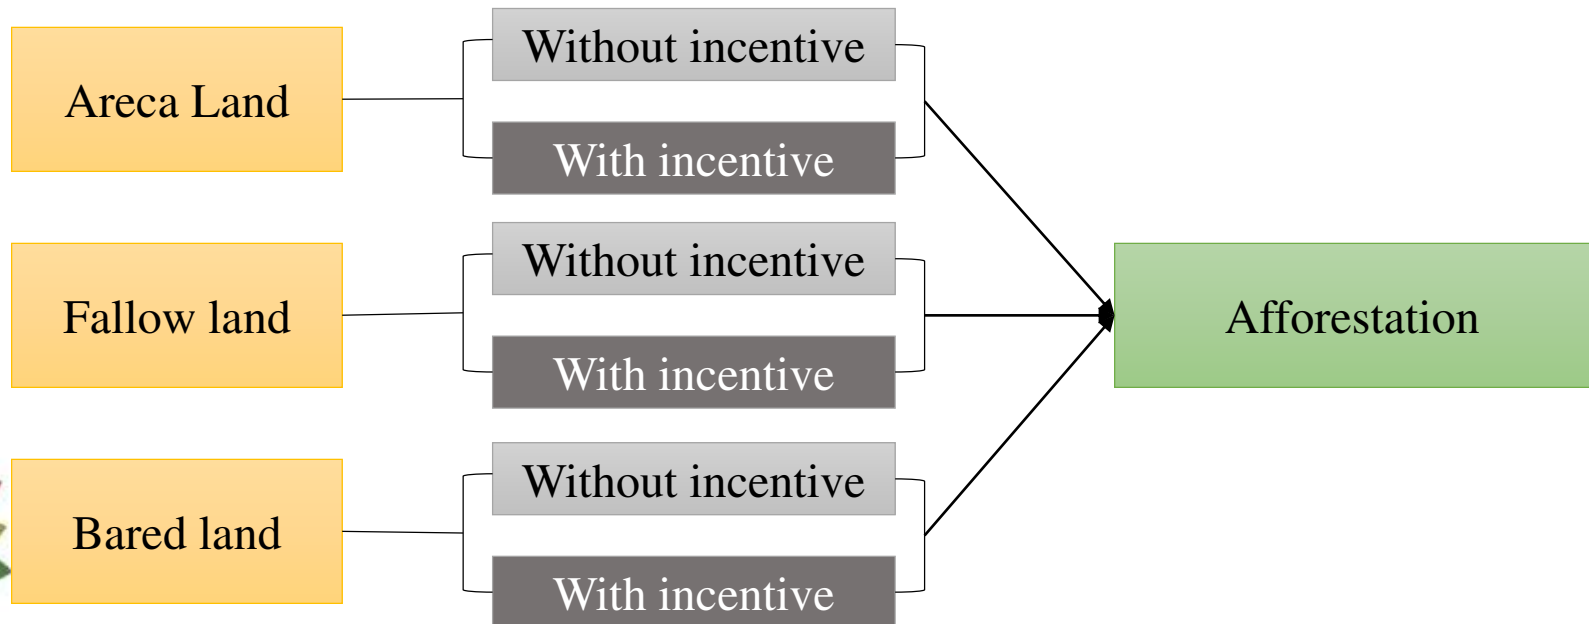 Areca Land
Without incentive
With incentive
Fallow land
Without incentive
With incentive
Afforestation
Bared land
Without incentive
With incentive